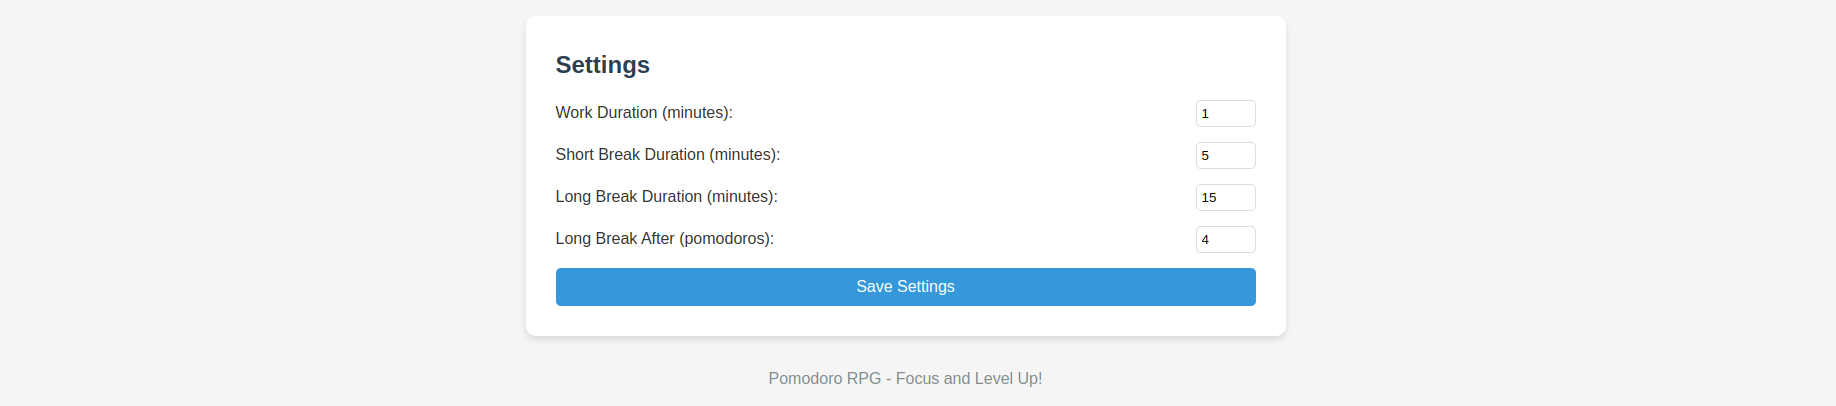 Settings
Work Duration (minutes): 1
Short Break Duration (minutes): 5
Long Break Duration (minutes): 15
Long Break After (pomodoros): 4
Save Settings
Pomodoro RPG - Focus and Level Up!